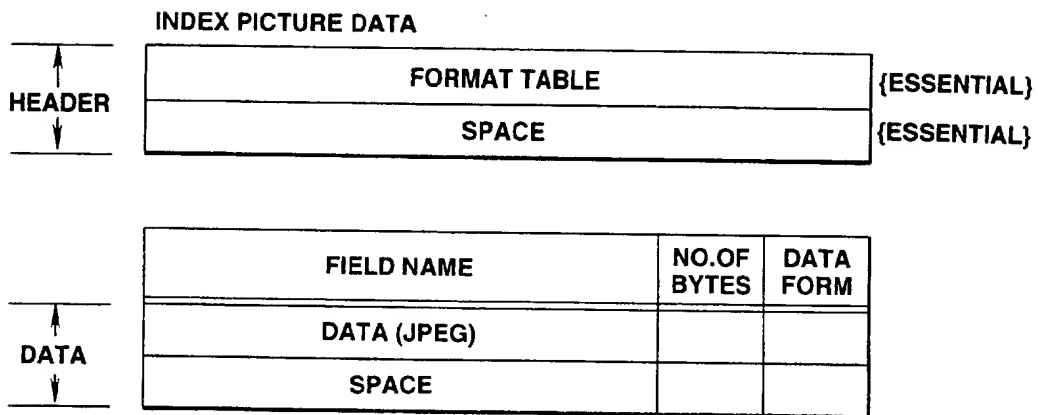 INDEX PICTURE DATA
HEADER
FORMAT TABLE {ESSENTIAL}
SPACE {ESSENTIAL}
FIELD NAME
NO.OF BYTES
DATA FORM
DATA
DATA (JPEG)
SPACE